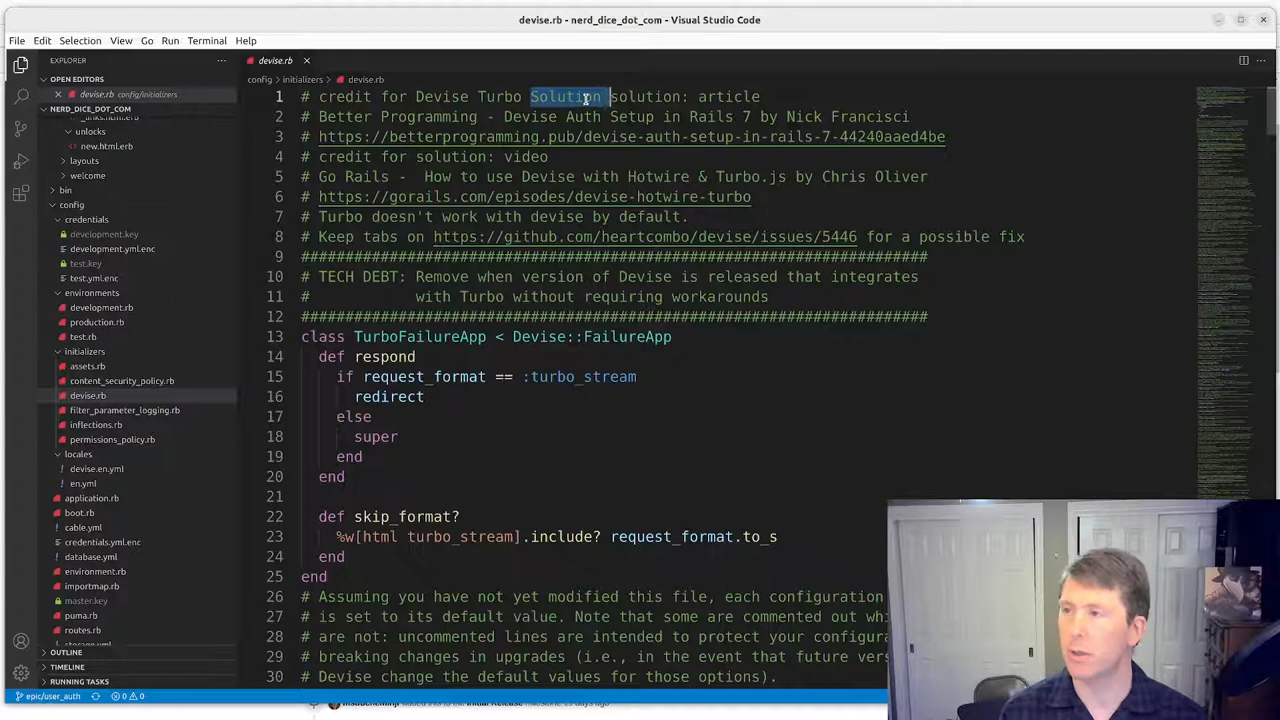 devise.rb - nerd_dice_dot_com - Visual Studio Code
File Edit Selection View Go Run Terminal Help
EXPLORER
OPEN EDITORS
devise.rb config/initializers
NERD_DICE_DOT_COM
_links.html.erb
unlocks
new.html.erb
layouts
welcome
bin
config
credentials
development.key
development.yml.enc
test.key
test.yml.enc
environments
development.rb
production.rb
test.rb
initializers
assets.rb
content_security_policy.rb
devise.rb
filter_parameter_logging.rb
inflections.rb
permissions_policy.rb
locales
devise.en.yml
en.yml
application.rb
boot.rb
cable.yml
credentials.yml.enc
database.yml
environment.rb
importmap.rb
master.key
puma.rb
routes.rb
storage.yml
OUTLINE
TIMELINE
RUNNING TASKS
devise.rb
config > initializers > devise.rb
1 # credit for Devise Turbo Solution solution: article
2 # Better Programming - Devise Auth Setup in Rails 7 by Nick Francisci
3 # https://betterprogramming.pub/devise-auth-setup-in-rails-7-44240aaed4be
4 # credit for solution: video
5 # Go Rails -  How to use Devise with Hotwire & Turbo.js by Chris Oliver
6 # https://gorails.com/episodes/devise-hotwire-turbo
7 # Turbo doesn't work with devise by default.
8 # Keep tabs on https://github.com/heartcombo/devise/issues/5446 for a possible fix
9 #######################################################################
10 # TECH DEBT: Remove when version of Devise is released that integrates
11 #            with Turbo without requiring workarounds
12 #######################################################################
13 class TurboFailureApp < Devise::FailureApp
14 def respond
15 if request_format == :turbo_stream
16 redirect
17 else
18 super
19 end
20 end
21
22 def skip_format?
23 %w[html turbo_stream].include? request_format.to_s
24 end
25 end
26 # Assuming you have not yet modified this file, each configuration
27 # is set to its default value. Note that some are commented out whi
28 # are not: uncommented lines are intended to protect your configura
29 # breaking changes in upgrades (i.e., in the event that future vers
30 # Devise change the default values for those options).
epic/user_auth 0 0